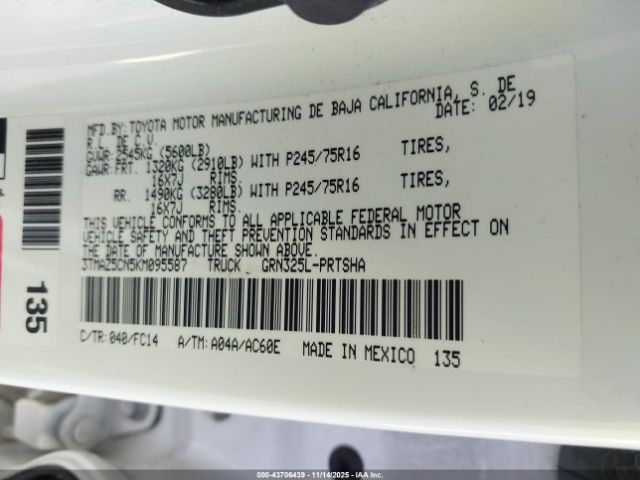 MFD.BY:TOYOTA MOTOR MANUFACTURING DE BAJA CALIFORNIA, S. DE
R.L. DE C.V. DATE: 02/19
GVWR:2545KG (5600LB)
GAWR:FRT. 1320KG (2910LB) WITH P245/75R16 TIRES,
16X7J RIMS.
RR. 1490KG (3280LB) WITH P245/75R16 TIRES,
16X7J RIMS.
THIS VEHICLE CONFORMS TO ALL APPLICABLE FEDERAL MOTOR
VEHICLE SAFETY AND THEFT PREVENTION STANDARDS IN EFFECT ON
THE DATE OF MANUFACTURE SHOWN ABOVE.
3TMAZ5CN5KM095587 TRUCK GRN325L-PRTSHA
C/TR:040/FC14 A/TM:A04A/AC60E MADE IN MEXICO 135
135
000-43706439 - 11/14/2025 - IAA Inc.